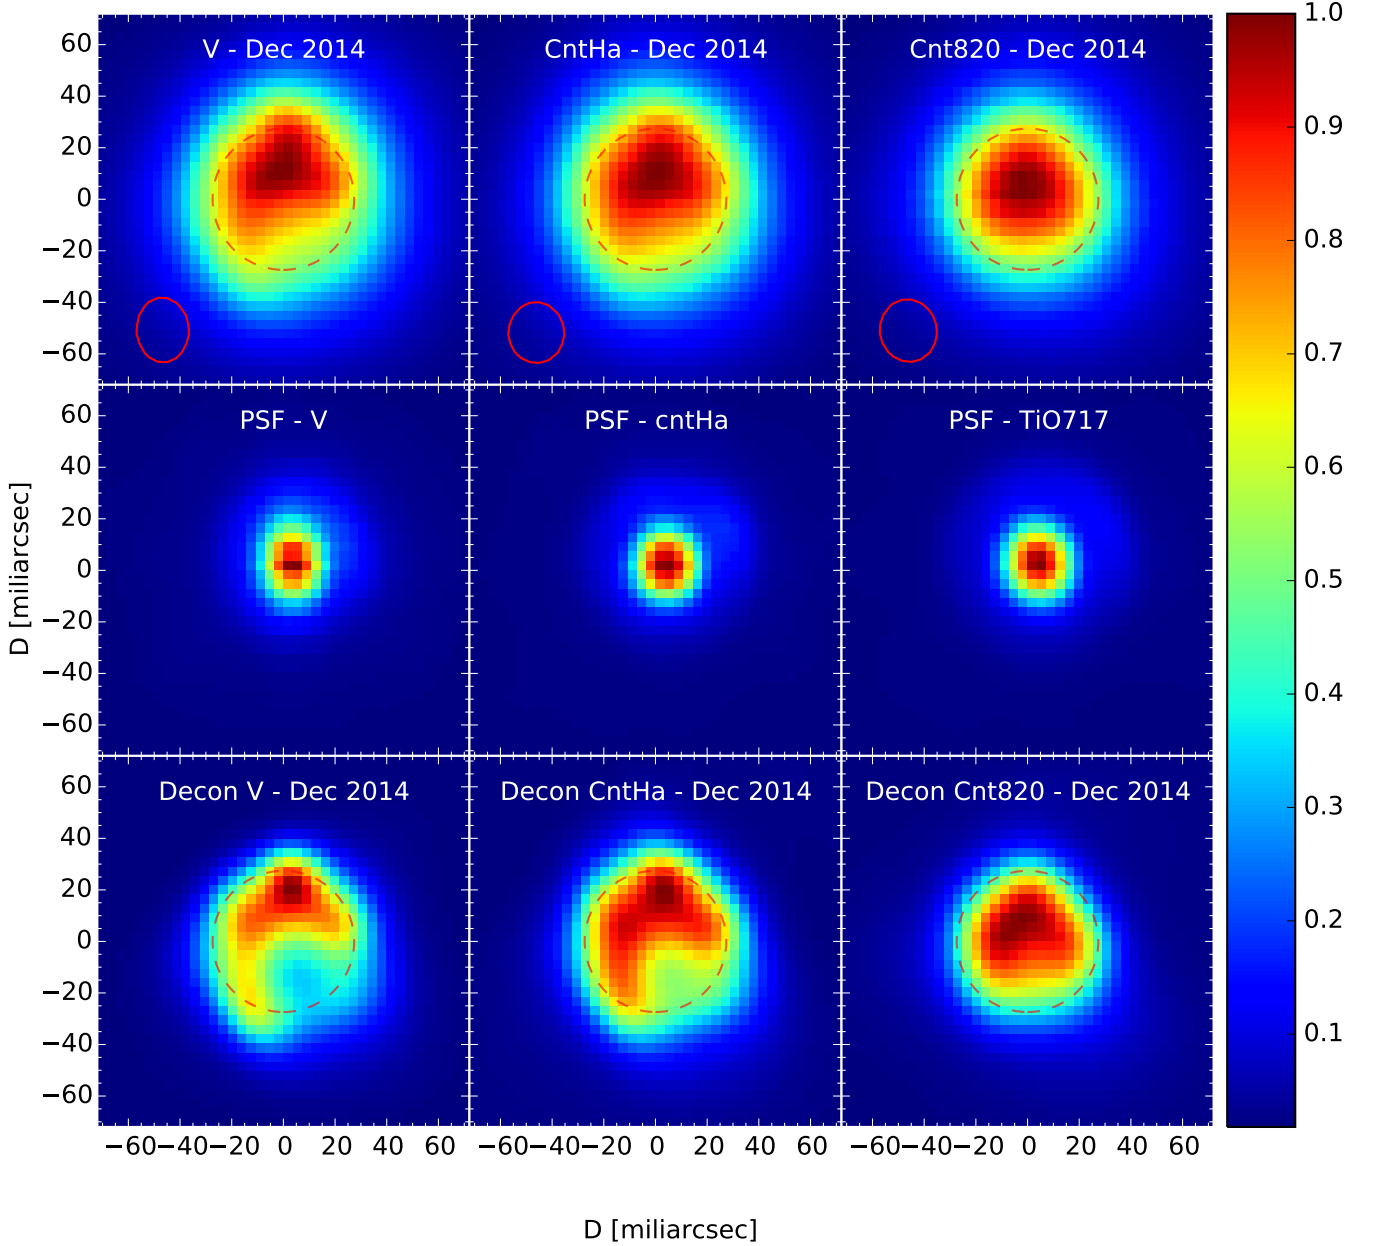 V - Dec 2014
CntHa - Dec 2014
Cnt820 - Dec 2014
60
40
20
0
−20
−40
−60
PSF - V
PSF - cntHa
PSF - TiO717
60
40
20
0
−20
−40
−60
Decon V - Dec 2014
Decon CntHa - Dec 2014
Decon Cnt820 - Dec 2014
60
40
20
0
−20
−40
−60
−60−40−20 0 20 40 60
−60−40−20 0 20 40 60
−60−40−20 0 20 40 60
D [miliarcsec]
D [miliarcsec]
1.0
0.9
0.8
0.7
0.6
0.5
0.4
0.3
0.2
0.1